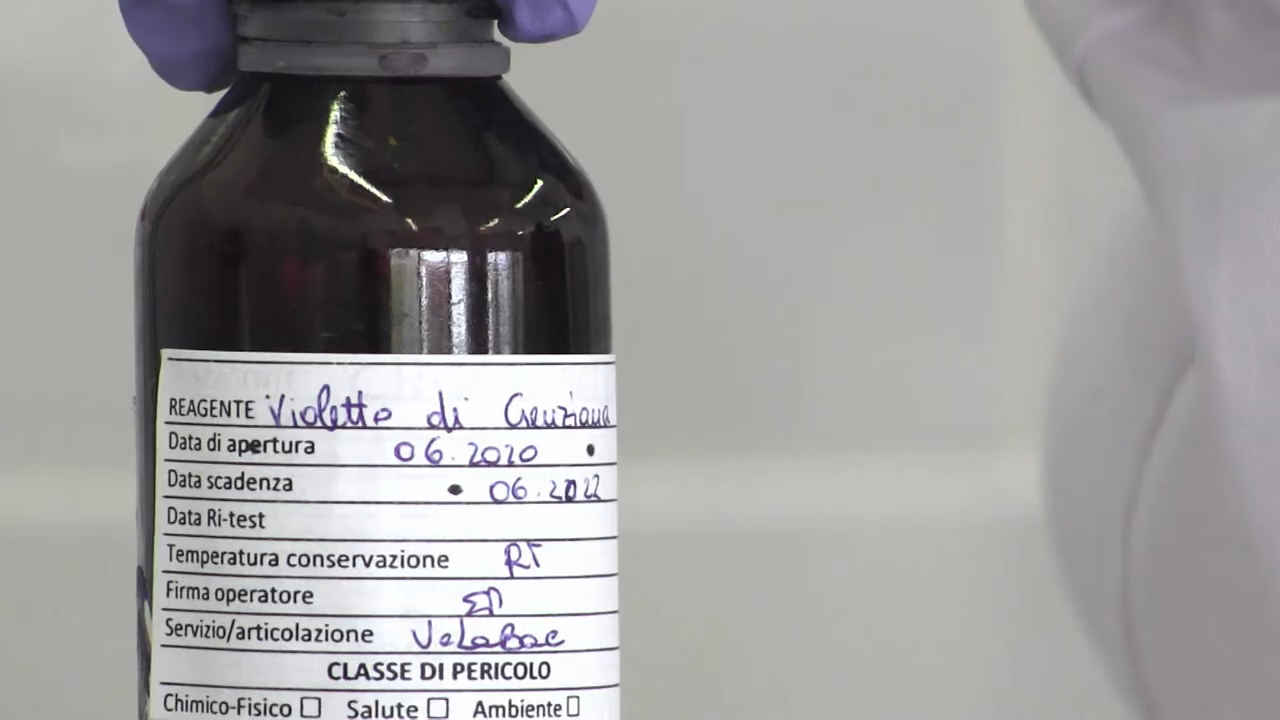 REAGENTE Violetto di Genziana
Data di apertura 06.2020
Data scadenza 06.2022
Data Ri-test
Temperatura conservazione RT
Firma operatore
Servizio/articolazione VeLaBac
CLASSE DI PERICOLO
Chimico-Fisico □ Salute □ Ambiente □